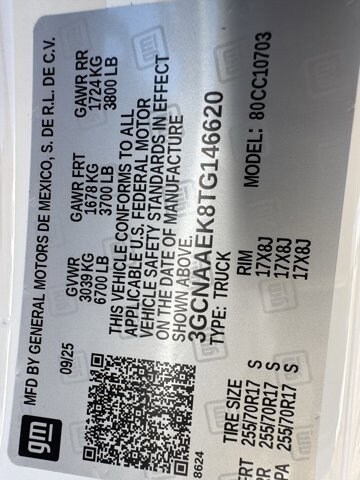 gm
MFD BY GENERAL MOTORS DE MEXICO, S. DE R.L. DE C.V.
09/25
GVWR GAWR FRT GAWR RR
3039 KG 1678 KG 1724 KG
6700 LB 3700 LB 3800 LB
THIS VEHICLE CONFORMS TO ALL
APPLICABLE U.S. FEDERAL MOTOR
VEHICLE SAFETY STANDARDS IN EFFECT
ON THE DATE OF MANUFACTURE
SHOWN ABOVE.
3GCNAAEK8TG146620
8624
TYPE: TRUCK MODEL: 80CC10703
TIRE SIZE RIM
FRT 255/70R17 S 17X8J
RR 255/70R17 S 17X8J
PA 255/70R17 S 17X8J